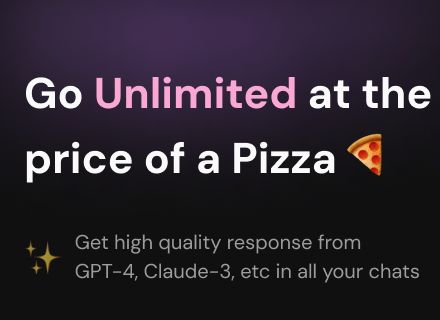 Go Unlimited at the
price of a Pizza 🍕
Get high quality response from
GPT-4, Claude-3, etc in all your chats